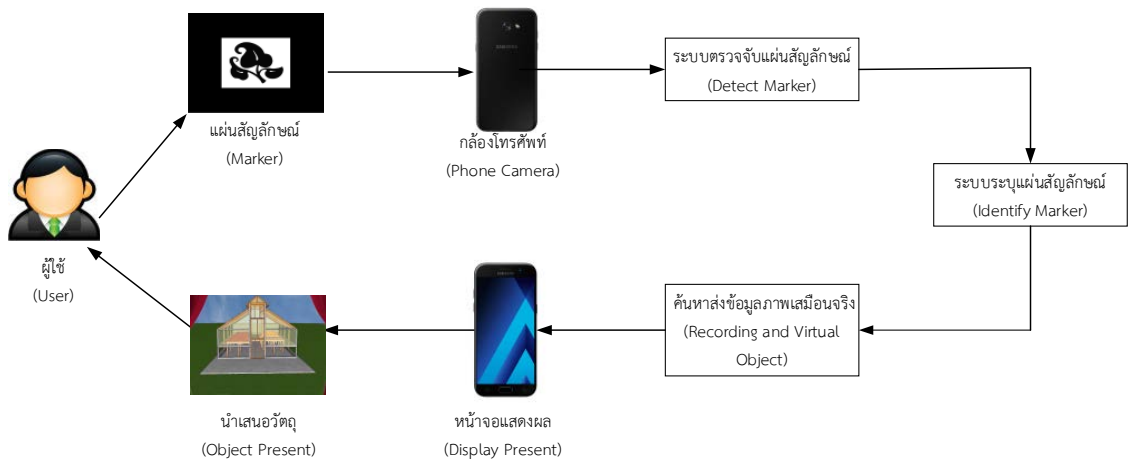 แผ่นสัญลักษณ์
(Marker)
กล้องโทรศัพท์
(Phone Camera)
ระบบตรวจจับแผ่นสัญลักษณ์
(Detect Marker)
ระบบระบุแผ่นสัญลักษณ์
(Identify Marker)
ค้นหาส่งข้อมูลภาพเสมือนจริง
(Recording and Virtual
Object)
หน้าจอแสดงผล
(Display Present)
นำเสนอวัตถุ
(Object Present)
ผู้ใช้
(User)